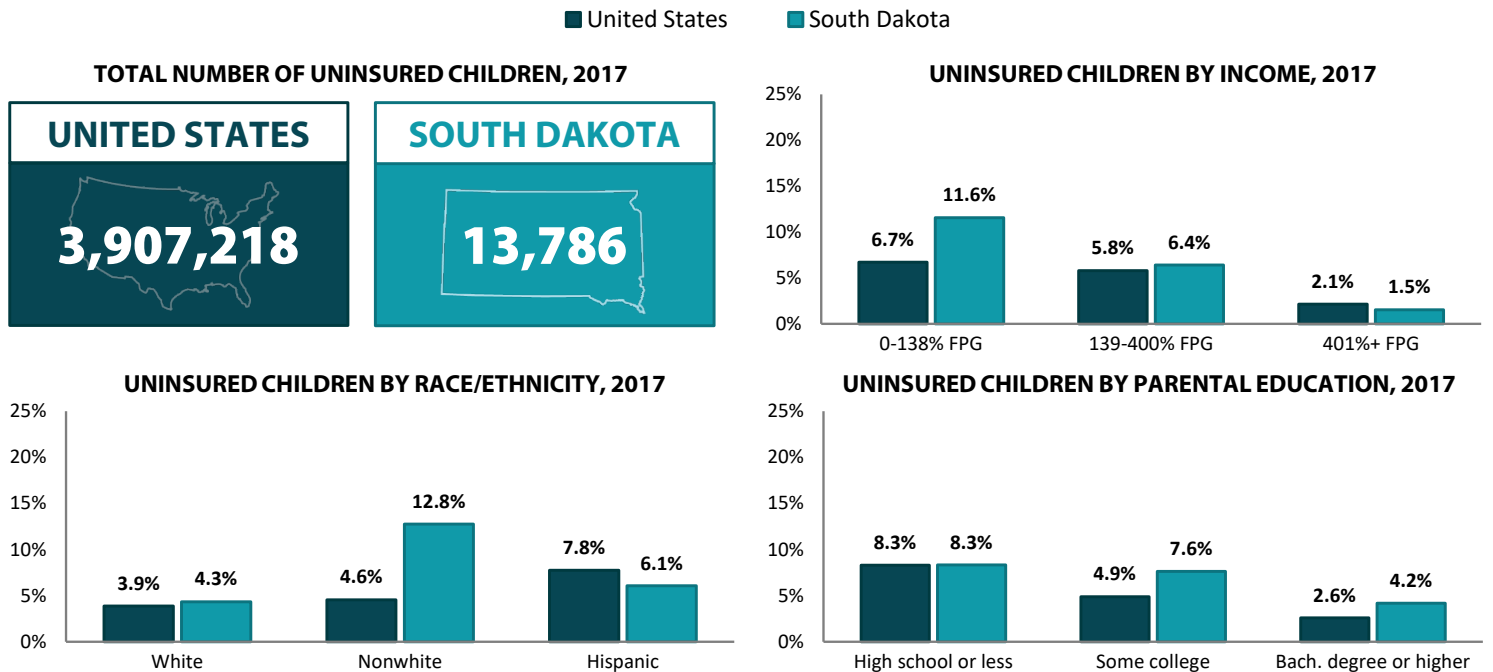 United States South Dakota
TOTAL NUMBER OF UNINSURED CHILDREN, 2017
UNITED STATES
3,907,218
SOUTH DAKOTA
13,786
UNINSURED CHILDREN BY INCOME, 2017
25%
20%
15%
10%
5%
0%
6.7% 11.6% 5.8% 6.4% 2.1% 1.5%
0-138% FPG 139-400% FPG 401%+ FPG
UNINSURED CHILDREN BY RACE/ETHNICITY, 2017
25%
20%
15%
10%
5%
0%
3.9% 4.3% 4.6% 12.8% 7.8% 6.1%
White Nonwhite Hispanic
UNINSURED CHILDREN BY PARENTAL EDUCATION, 2017
25%
20%
15%
10%
5%
0%
8.3% 8.3% 4.9% 7.6% 2.6% 4.2%
High school or less Some college Bach. degree or higher